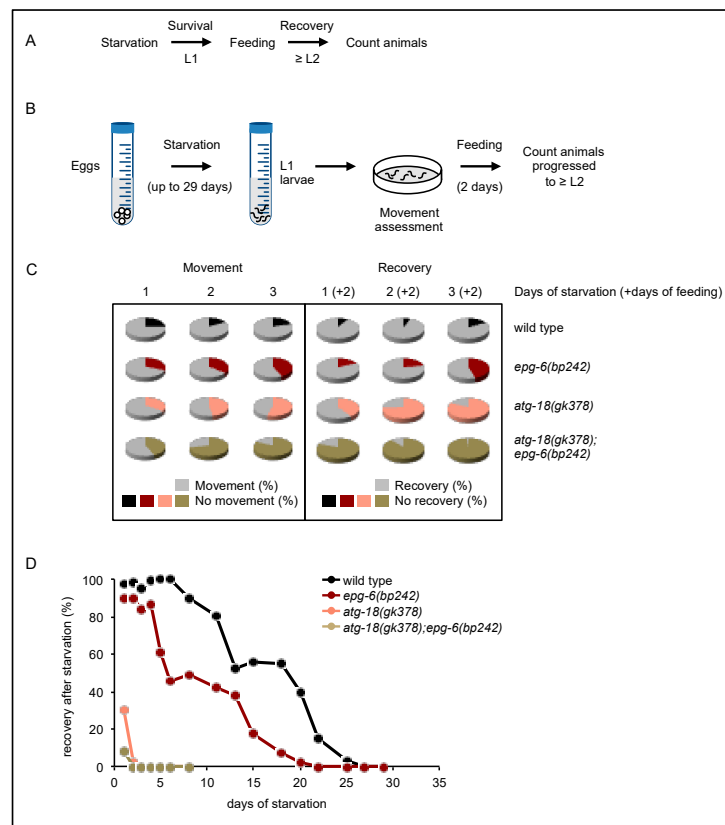 A
Starvation
Survival
L1
Feeding
Recovery
≥ L2
Count animals
B
Eggs
Starvation
(up to 29 days)
L1
larvae
Movement
assessment
Feeding
(2 days)
Count animals
progressed
to ≥ L2
C
Movement
Recovery
1 2 3 1 (+2) 2 (+2) 3 (+2) Days of starvation (+days of feeding)
wild type
epg-6(bp242)
atg-18(gk378)
atg-18(gk378);
epg-6(bp242)
Movement (%)
No movement (%)
Recovery (%)
No recovery (%)
D
wild type
epg-6(bp242)
atg-18(gk378)
atg-18(gk378);epg-6(bp242)
recovery after starvation (%)
100
80
60
40
20
0
0 5 10 15 20 25 30 35
days of starvation